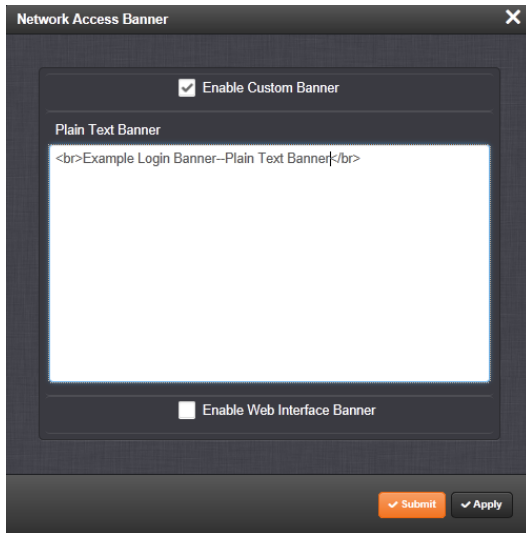 Network Access Banner
Enable Custom Banner
Plain Text Banner
<br>Example Login Banner--Plain Text Banner</br>
Enable Web Interface Banner
Submit
Apply